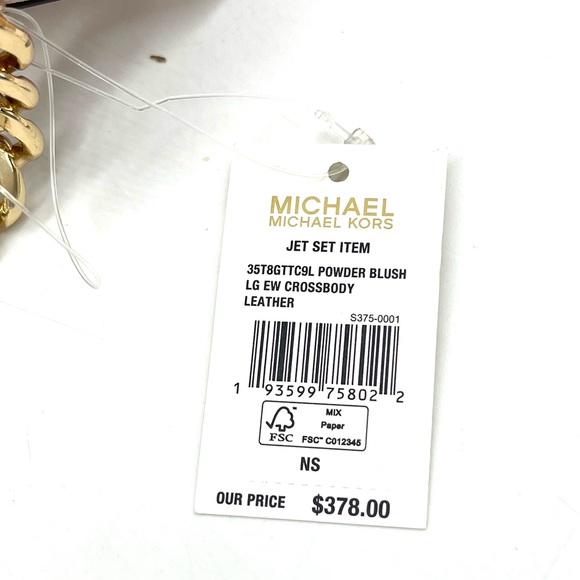 MICHAEL
MICHAEL KORS
JET SET ITEM
35T8GTTC9L POWDER BLUSH
LG EW CROSSBODY
LEATHER
S375-0001
1 93599 75802 2
FSC
MIX
Paper
FSC™ C012345
NS
OUR PRICE $378.00